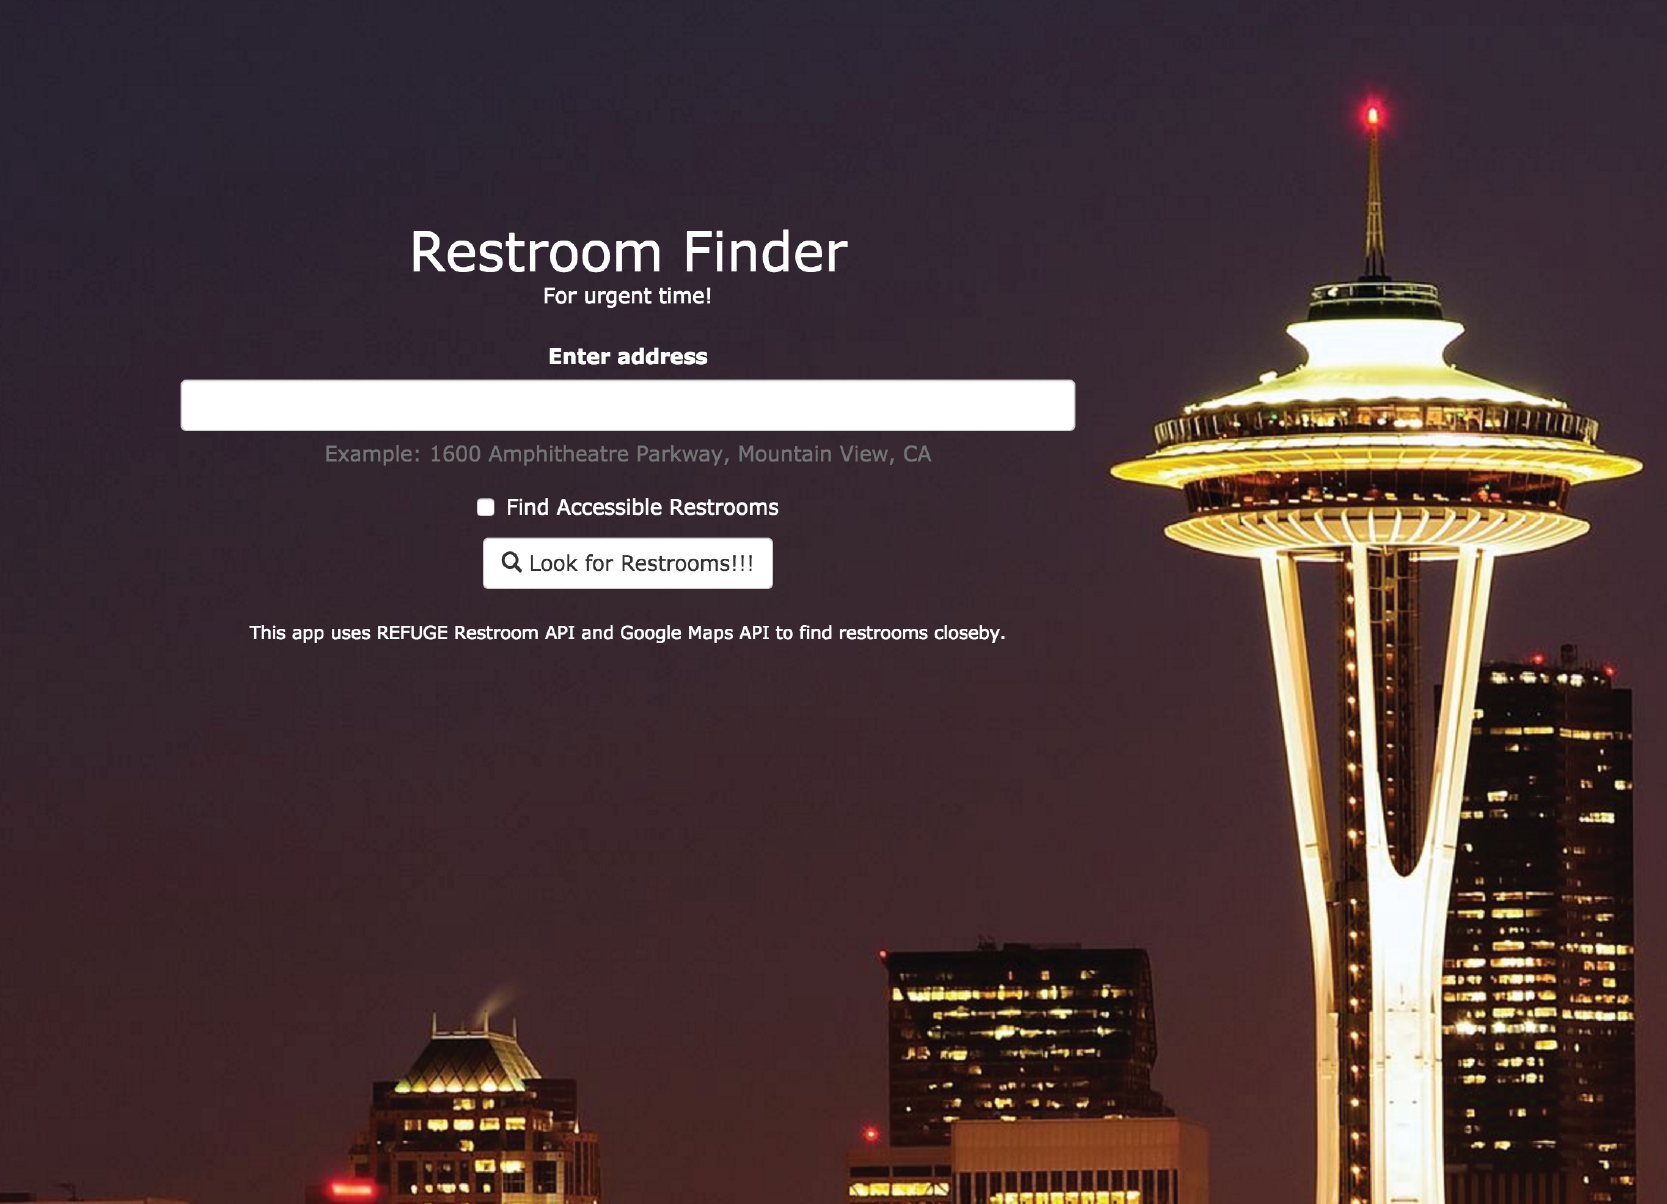 Restroom Finder
For urgent time!
Enter address
Example: 1600 Amphitheatre Parkway, Mountain View, CA
Find Accessible Restrooms
Look for Restrooms!!!
This app uses REFUGE Restroom API and Google Maps API to find restrooms closeby.